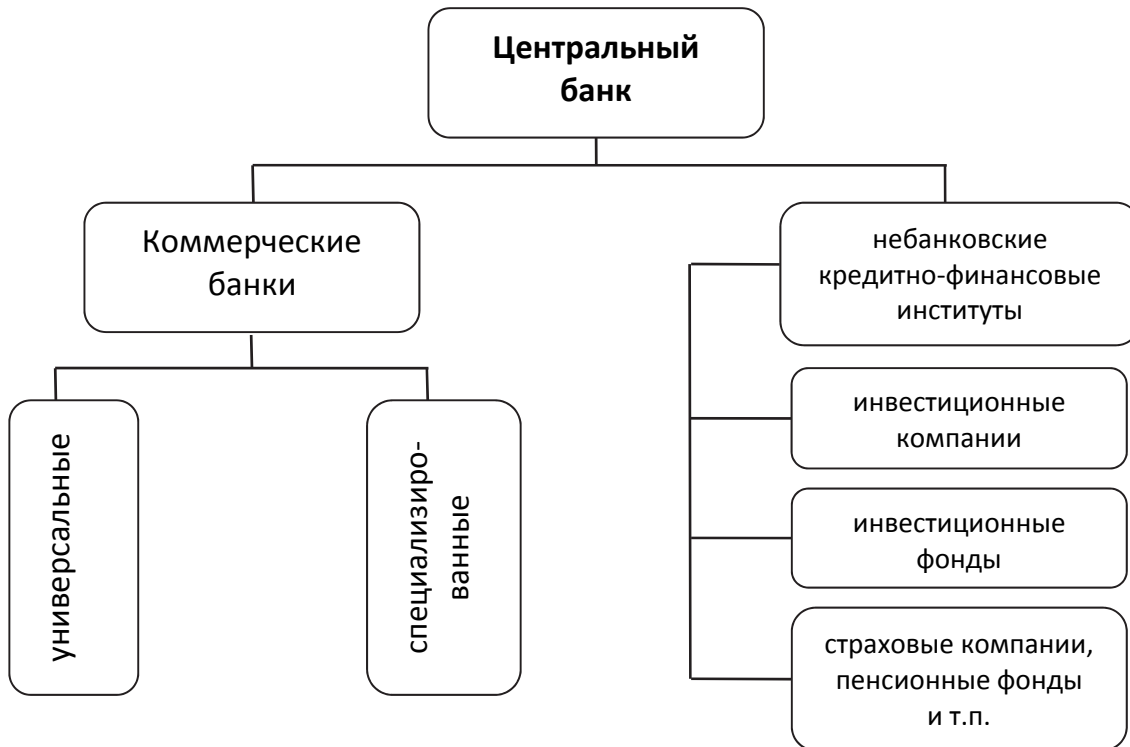 Центральный
банк
Коммерческие
банки
небанковские
кредитно-финансовые
институты
универсальные
специализиро-
ванные
инвестиционные
компании
инвестиционные
фонды
страховые компании,
пенсионные фонды
и т.п.